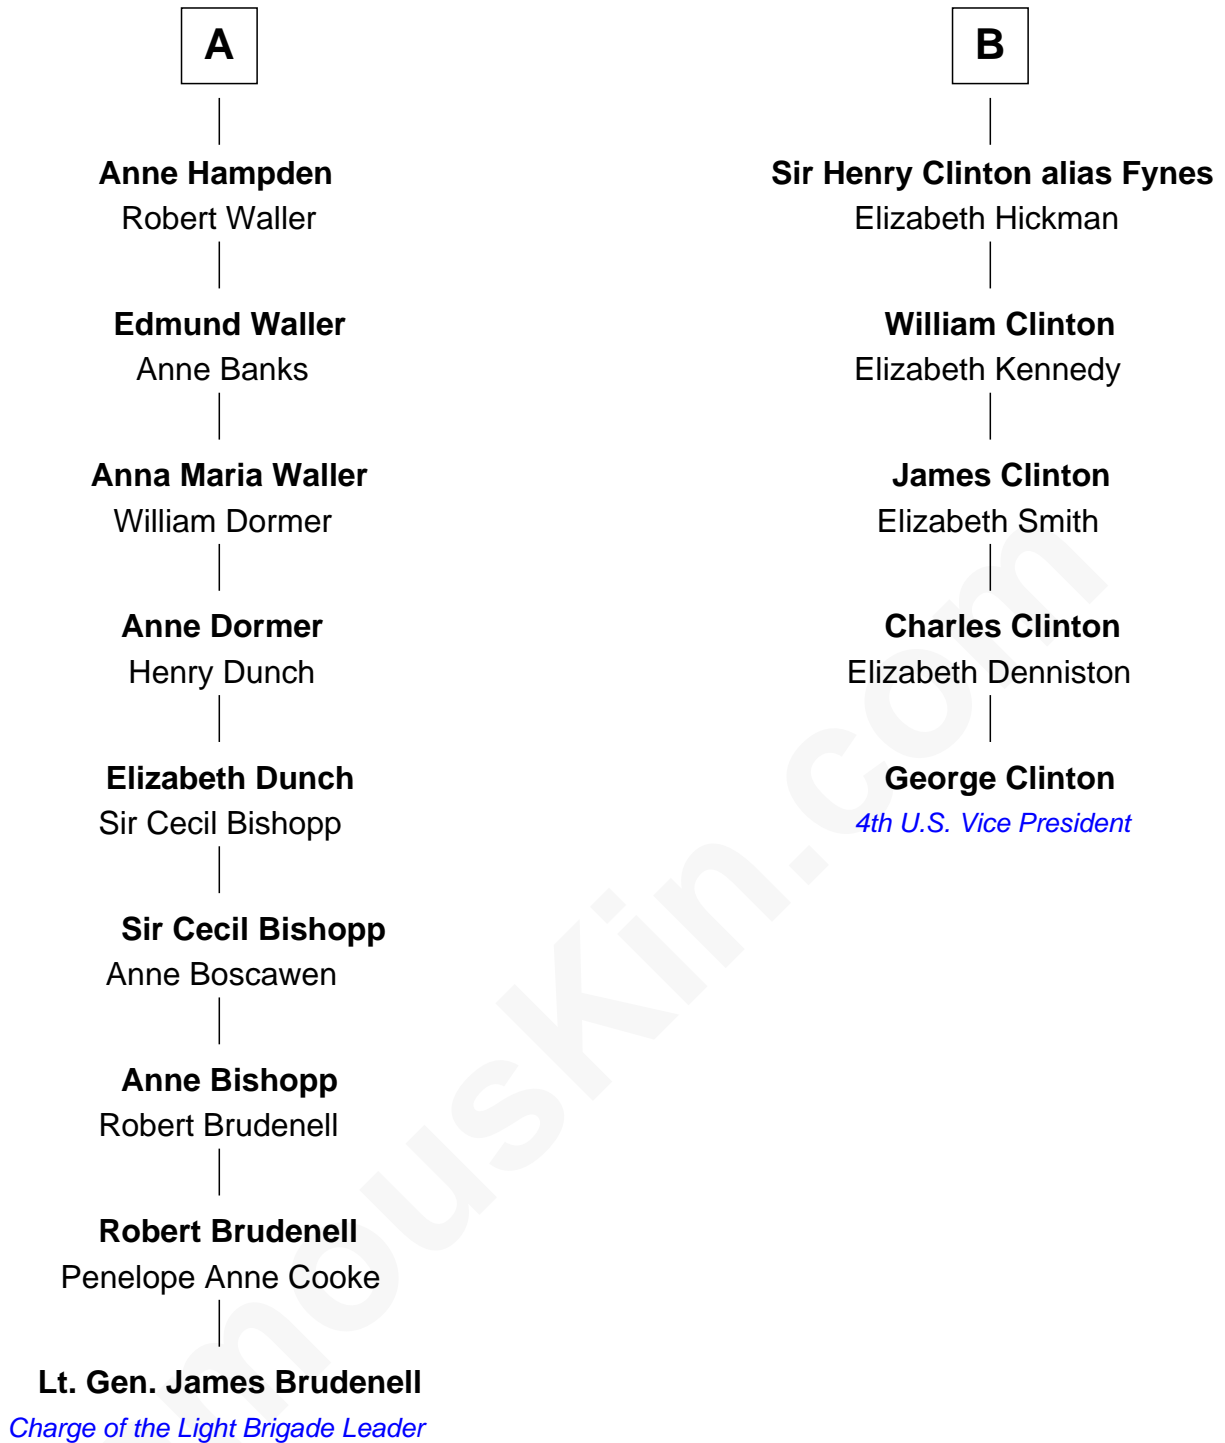 A
Anne Hampden
Robert Waller
Edmund Waller
Anne Banks
Anna Maria Waller
William Dormer
Anne Dormer
Henry Dunch
Elizabeth Dunch
Sir Cecil Bishopp
Sir Cecil Bishopp
Anne Boscawen
Anne Bishopp
Robert Brudenell
Robert Brudenell
Penelope Anne Cooke
Lt. Gen. James Brudenell
Charge of the Light Brigade Leader
B
Sir Henry Clinton alias Fynes
Elizabeth Hickman
William Clinton
Elizabeth Kennedy
James Clinton
Elizabeth Smith
Charles Clinton
Elizabeth Denniston
George Clinton
4th U.S. Vice President
mousKin.com